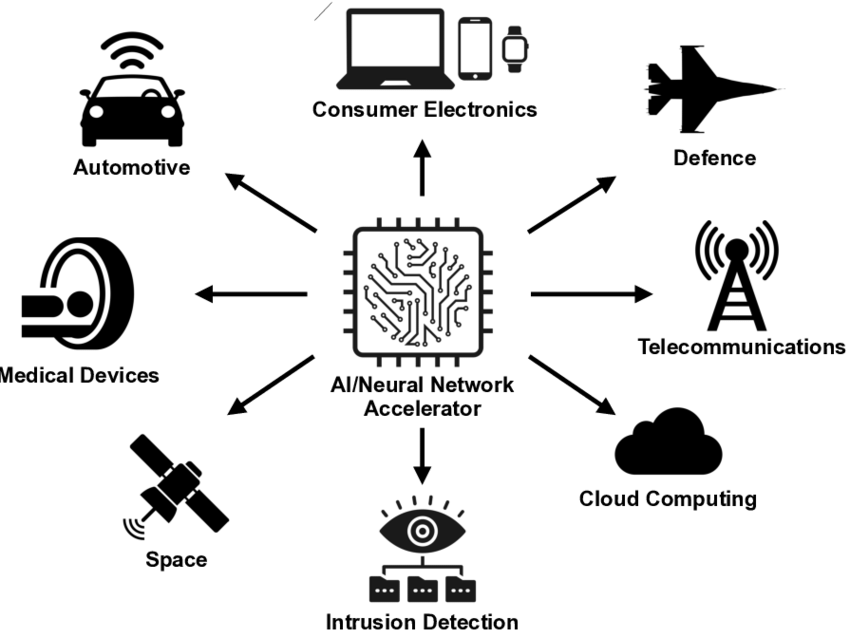 Consumer Electronics
Automotive
Defence
Medical Devices
Telecommunications
AI/Neural Network
Accelerator
Cloud Computing
Space
Intrusion Detection